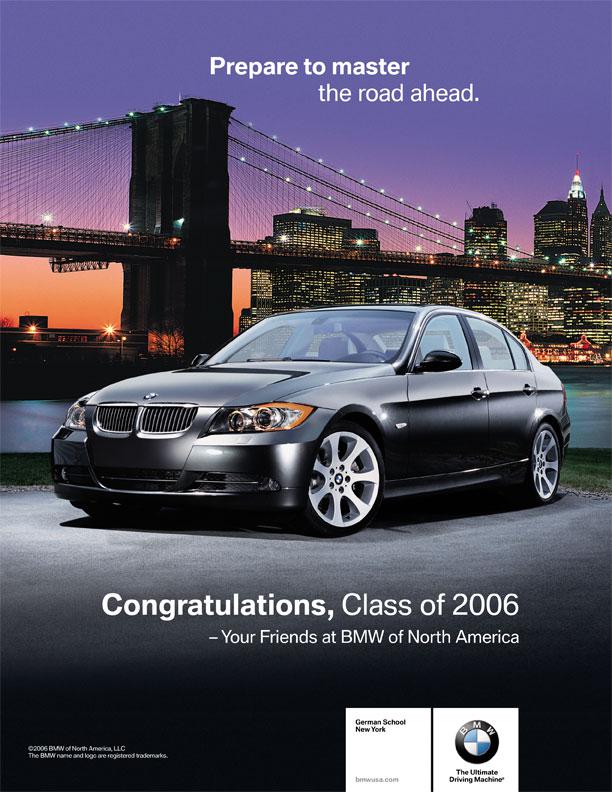 Prepare to master
the road ahead.
Congratulations, Class of 2006
– Your Friends at BMW of North America
German School
New York
bmwusa.com
BMW
The Ultimate
Driving Machine®
©2006 BMW of North America, LLC
The BMW name and logo are registered trademarks.